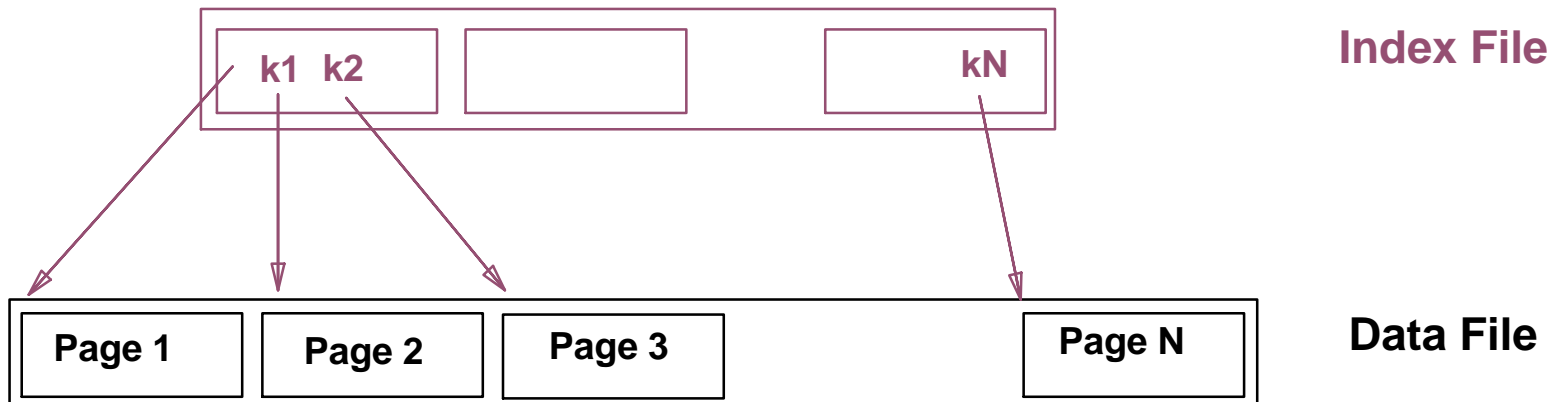 k1 k2 kN Index File
Page 1 Page 2 Page 3 Page N Data File